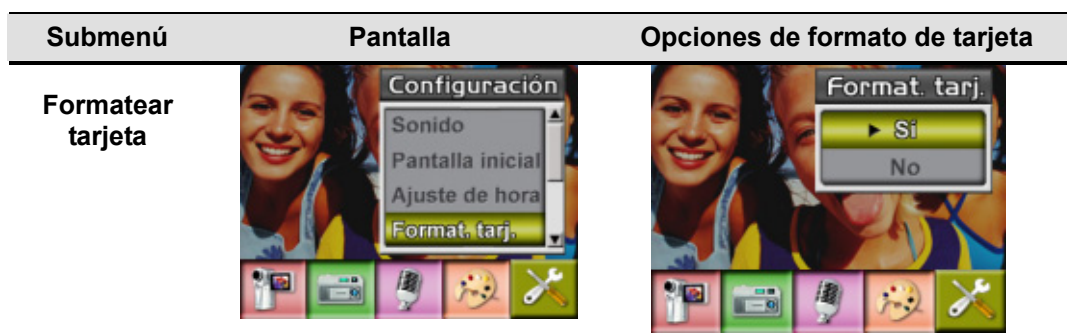 Submenú Pantalla Opciones de formato de tarjeta
Formatear
tarjeta
Configuración
Sonido
Pantalla inicial
Ajuste de hora
Format. tarj.
Format. tarj.
Si
No